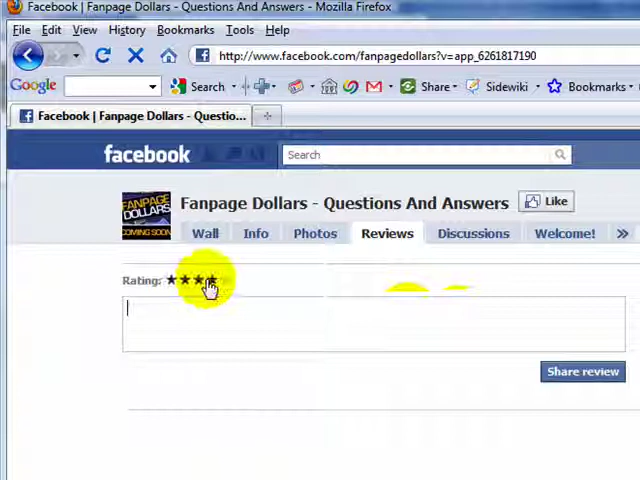 Facebook | Fanpage Dollars - Questions And Answers - Mozilla Firefox
File Edit View History Bookmarks Tools Help
http://www.facebook.com/fanpagedollars?v=app_6261817190
Google Search Share Sidewiki Bookmarks
Facebook | Fanpage Dollars - Questio...
facebook Search
FANPAGE DOLLARS COMING SOON
Fanpage Dollars - Questions And Answers Like
Wall Info Photos Reviews Discussions Welcome! »
Rating:
Share review